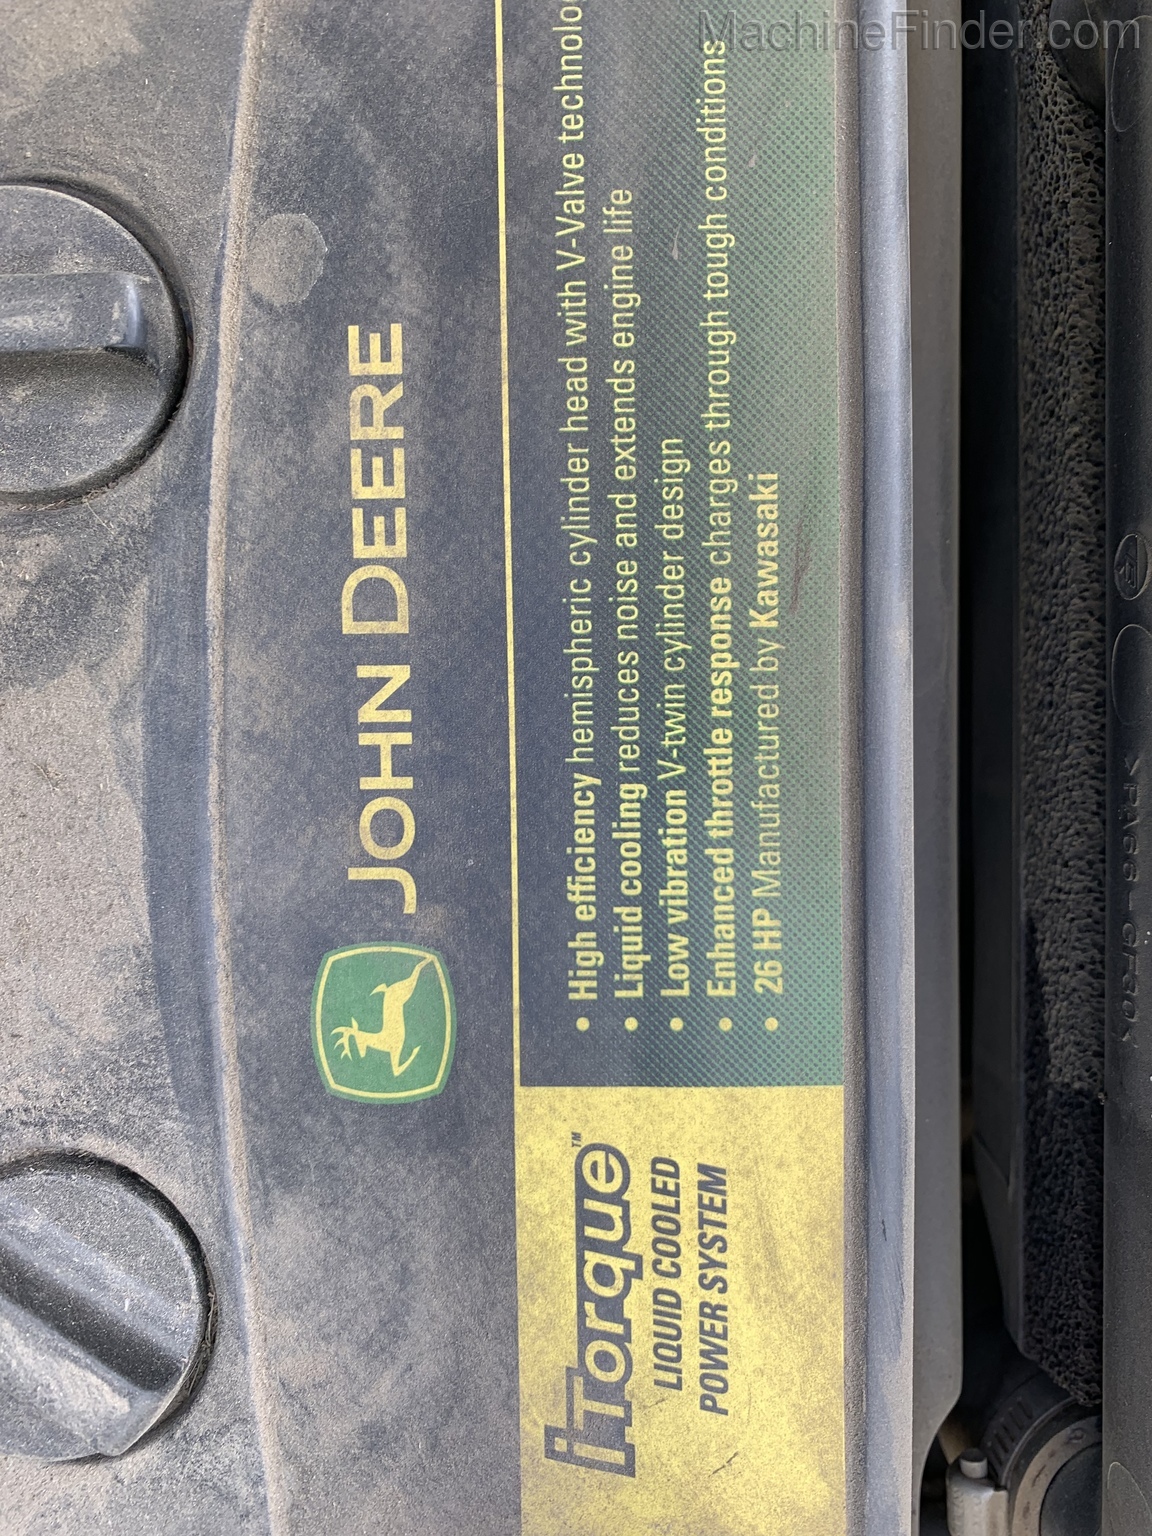 MachineFinder.com
JOHN DEERE
iTorque™
LIQUID COOLED
POWER SYSTEM
• High efficiency hemispheric cylinder head with V-Valve technolo
• Liquid cooling reduces noise and extends engine life
• Low vibration V-twin cylinder design
• Enhanced throttle response charges through tough conditions
• 26 HP Manufactured by Kawasaki
>PA66-GF30<